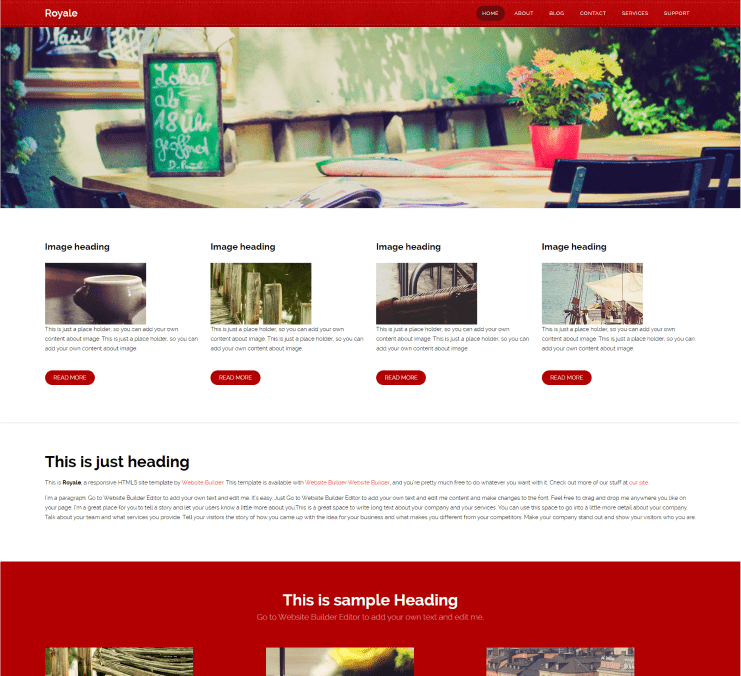 Royale
HOME ABOUT BLOG CONTACT SERVICES SUPPORT
D. Paul
Lokal
ab
18 Uhr
geöffnet
D. Paul
Image heading
This is just a place holder, so you can add your own
content about image. This is just a place holder, so you can
add your own content about image.
READ MORE
Image heading
This is just a place holder, so you can add your own
content about image. This is just a place holder, so you can
add your own content about image.
READ MORE
Image heading
This is just a place holder, so you can add your own
content about image. This is just a place holder, so you can
add your own content about image.
READ MORE
Image heading
This is just a place holder, so you can add your own
content about image. This is just a place holder, so you can
add your own content about image.
READ MORE
This is just heading
This is Royale, a responsive HTML5 site template by Website Builder. This template is available with Website Builder Website Builder, and you're pretty much free to do whatever you want with it. Check out more of our stuff at our site.
I'm a paragraph. Go to Website Builder Editor to add your own text and edit me. It's easy. Just Go to Website Builder Editor to add your own text and edit me content and make changes to the font. Feel free to drag and drop me anywhere you like on
your page. I'm a great place for you to tell a story and let your users know a little more about you.This is a great space to write long text about your company and your services. You can use this space to go into a little more detail about your company.
Talk about your team and what services you provide. Tell your visitors the story of how you came up with the idea for your business and what makes you different from your competitors. Make your company stand out and show your visitors who you are.
This is sample Heading
Go to Website Builder Editor to add your own text and edit me.